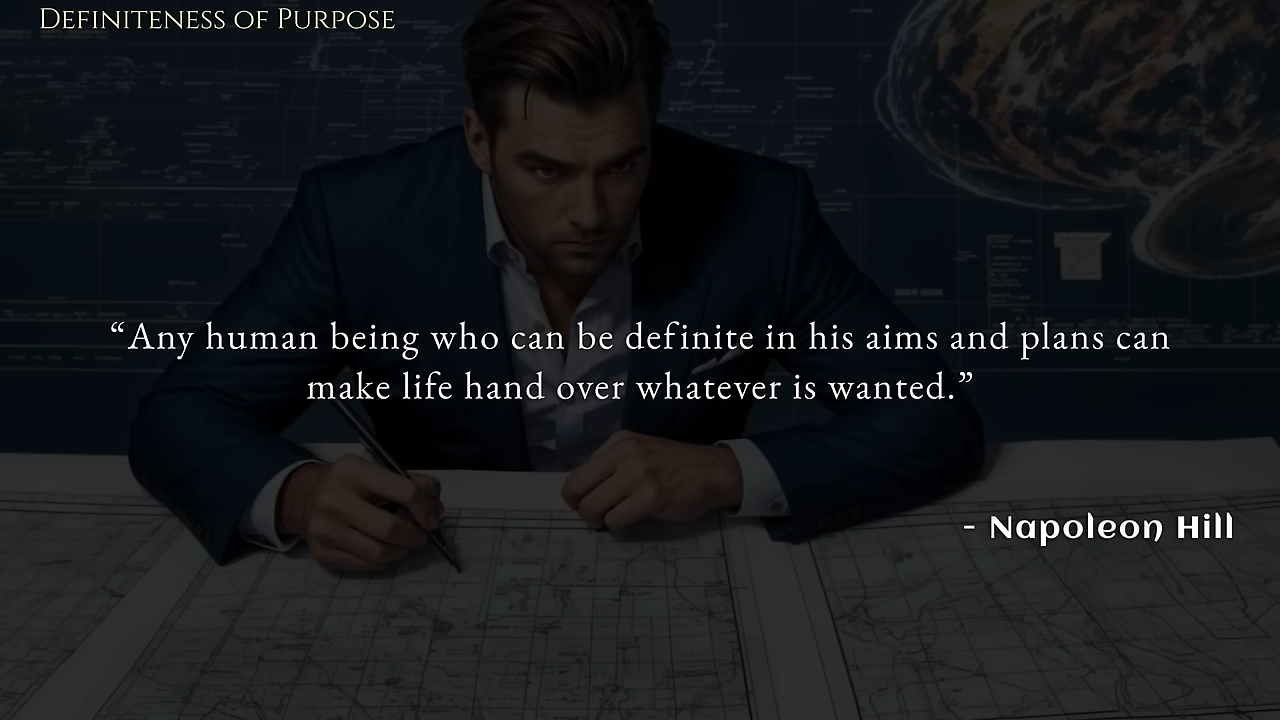 Definiteness of Purpose
“Any human being who can be definite in his aims and plans can
make life hand over whatever is wanted.”
- Napoleon Hill